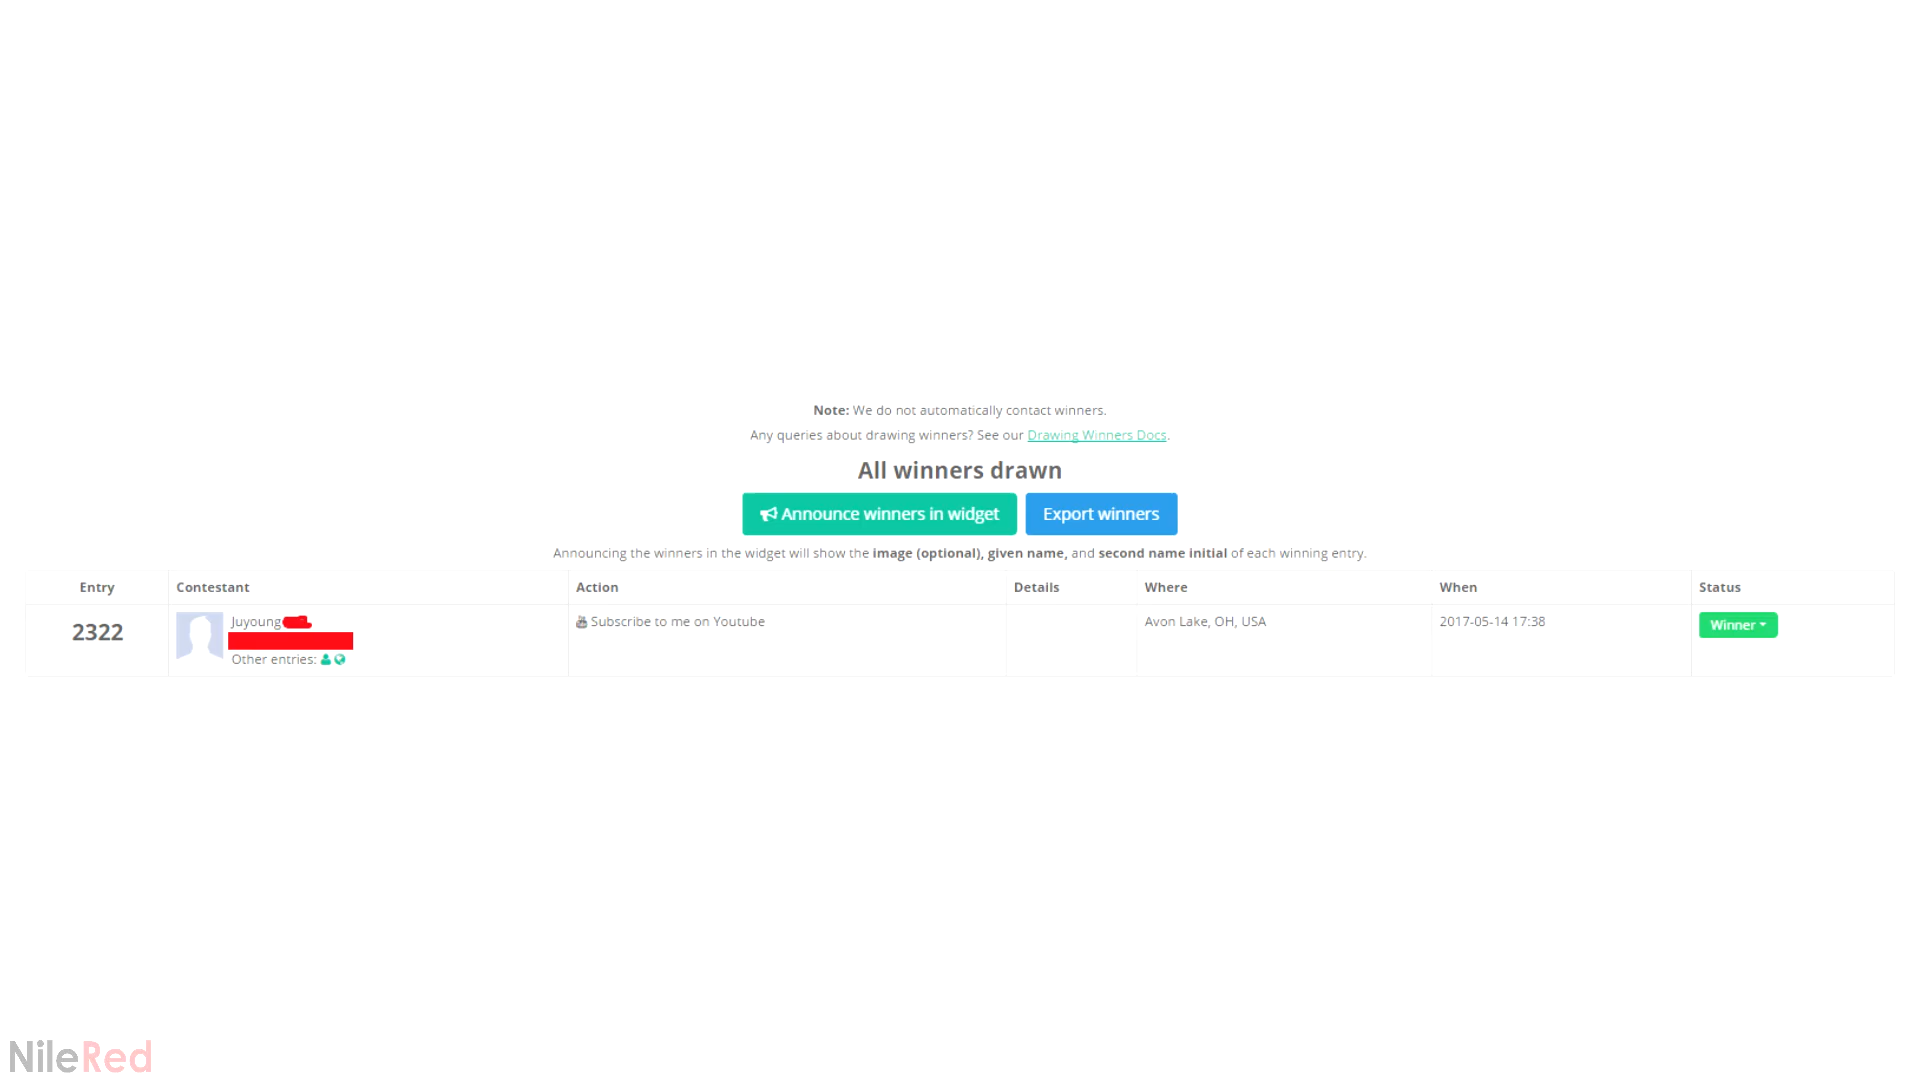 Note: We do not automatically contact winners.
Any queries about drawing winners? See our Drawing Winners Docs.
All winners drawn
Announce winners in widget
Export winners
Announcing the winners in the widget will show the image (optional), given name, and second name initial of each winning entry.
Entry Contestant Action Details Where When Status
2322 Juyoung Subscribe to me on Youtube Avon Lake, OH, USA 2017-05-14 17:38 Winner
Other entries:
NileRed